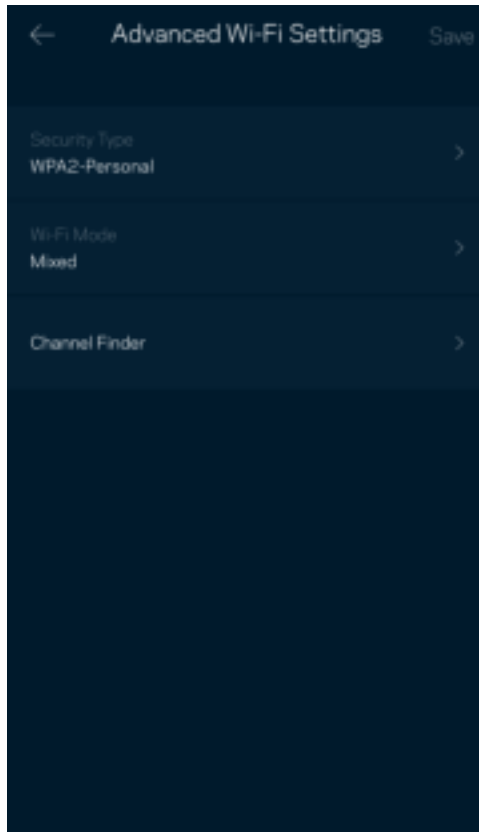 Advanced Wi-Fi Settings Save
Security Type
WPA2-Personal
Wi-Fi Mode
Mixed
Channel Finder